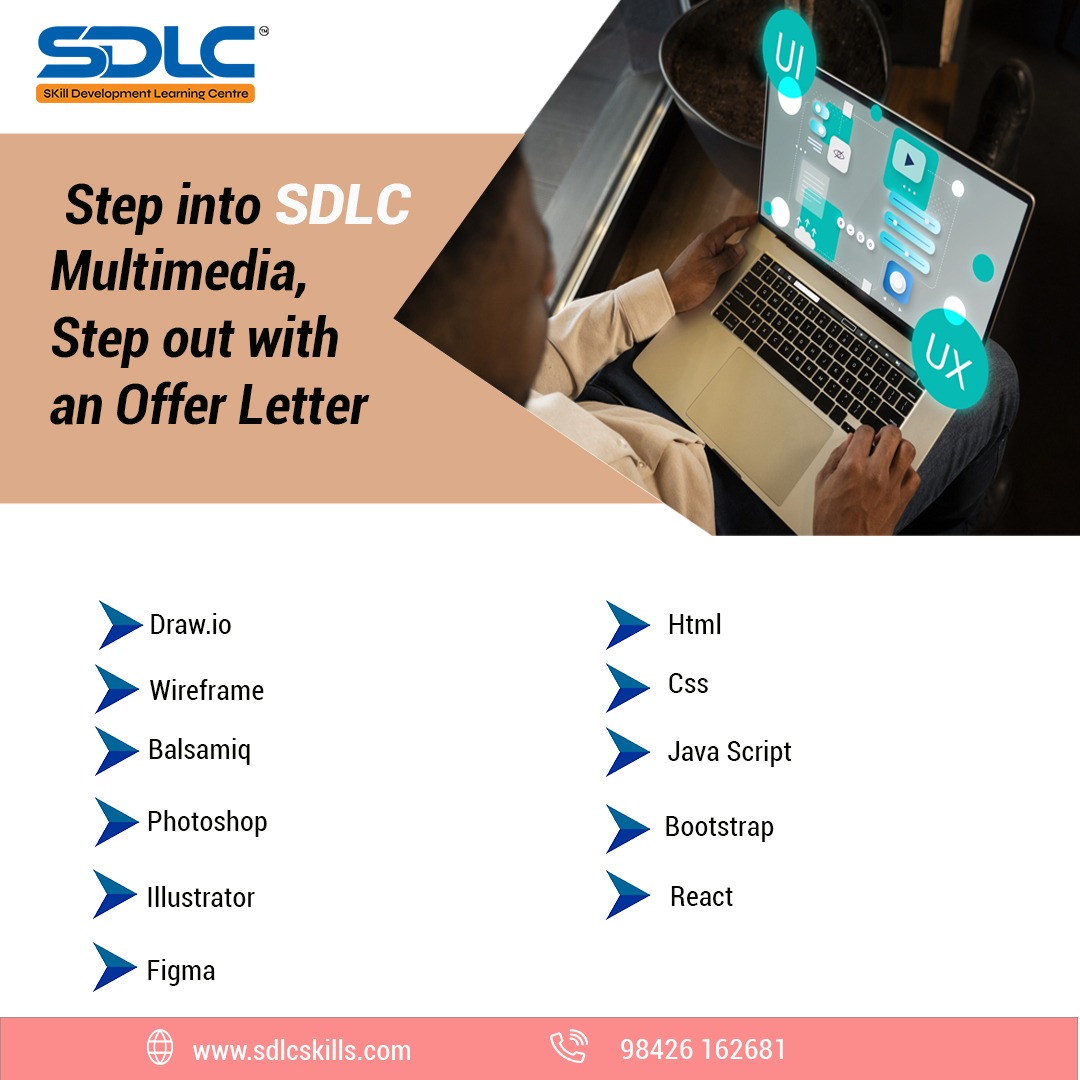 SDLC™
SKill Development Learning Centre
Step into SDLC
Multimedia,
Step out with
an Offer Letter
UI
UX
Draw.io
Wireframe
Balsamiq
Photoshop
Illustrator
Figma
Html
Css
Java Script
Bootstrap
React
www.sdlcskills.com
98426 162681